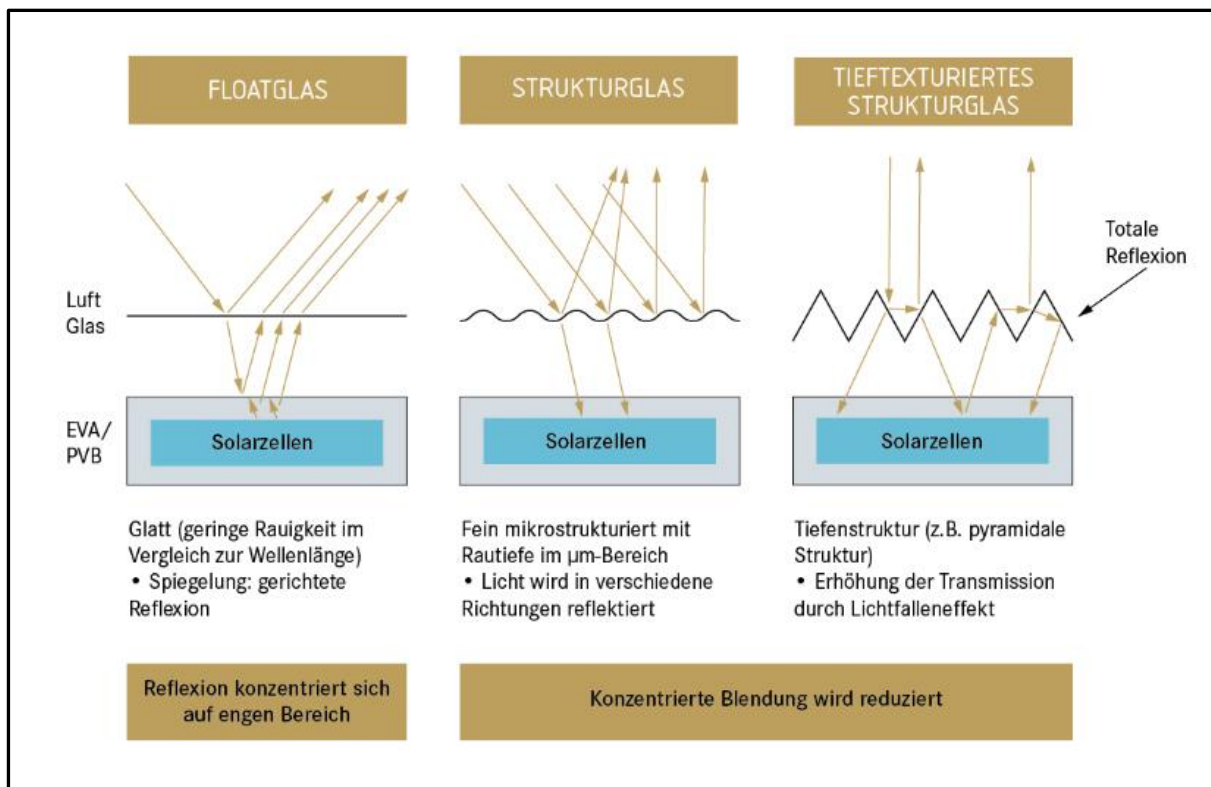 FLOATGLAS
STRUKTURGLAS
TIEFTEXTURIERTES
STRUKTURGLAS
Totale
Reflexion
Luft
Glas
EVA/
PVB
Solarzellen
Solarzellen
Solarzellen
Glatt (geringe Rauigkeit im
Vergleich zur Wellenlänge)
• Spiegelung: gerichtete
Reflexion
Fein mikrostrukturiert mit
Rautiefe im µm-Bereich
• Licht wird in verschiedene
Richtungen reflektiert
Tiefenstruktur (z.B. pyramidale
Struktur)
• Erhöhung der Transmission
durch Lichtfalleneffekt
Reflexion konzentriert sich
auf engen Bereich
Konzentrierte Blendung wird reduziert